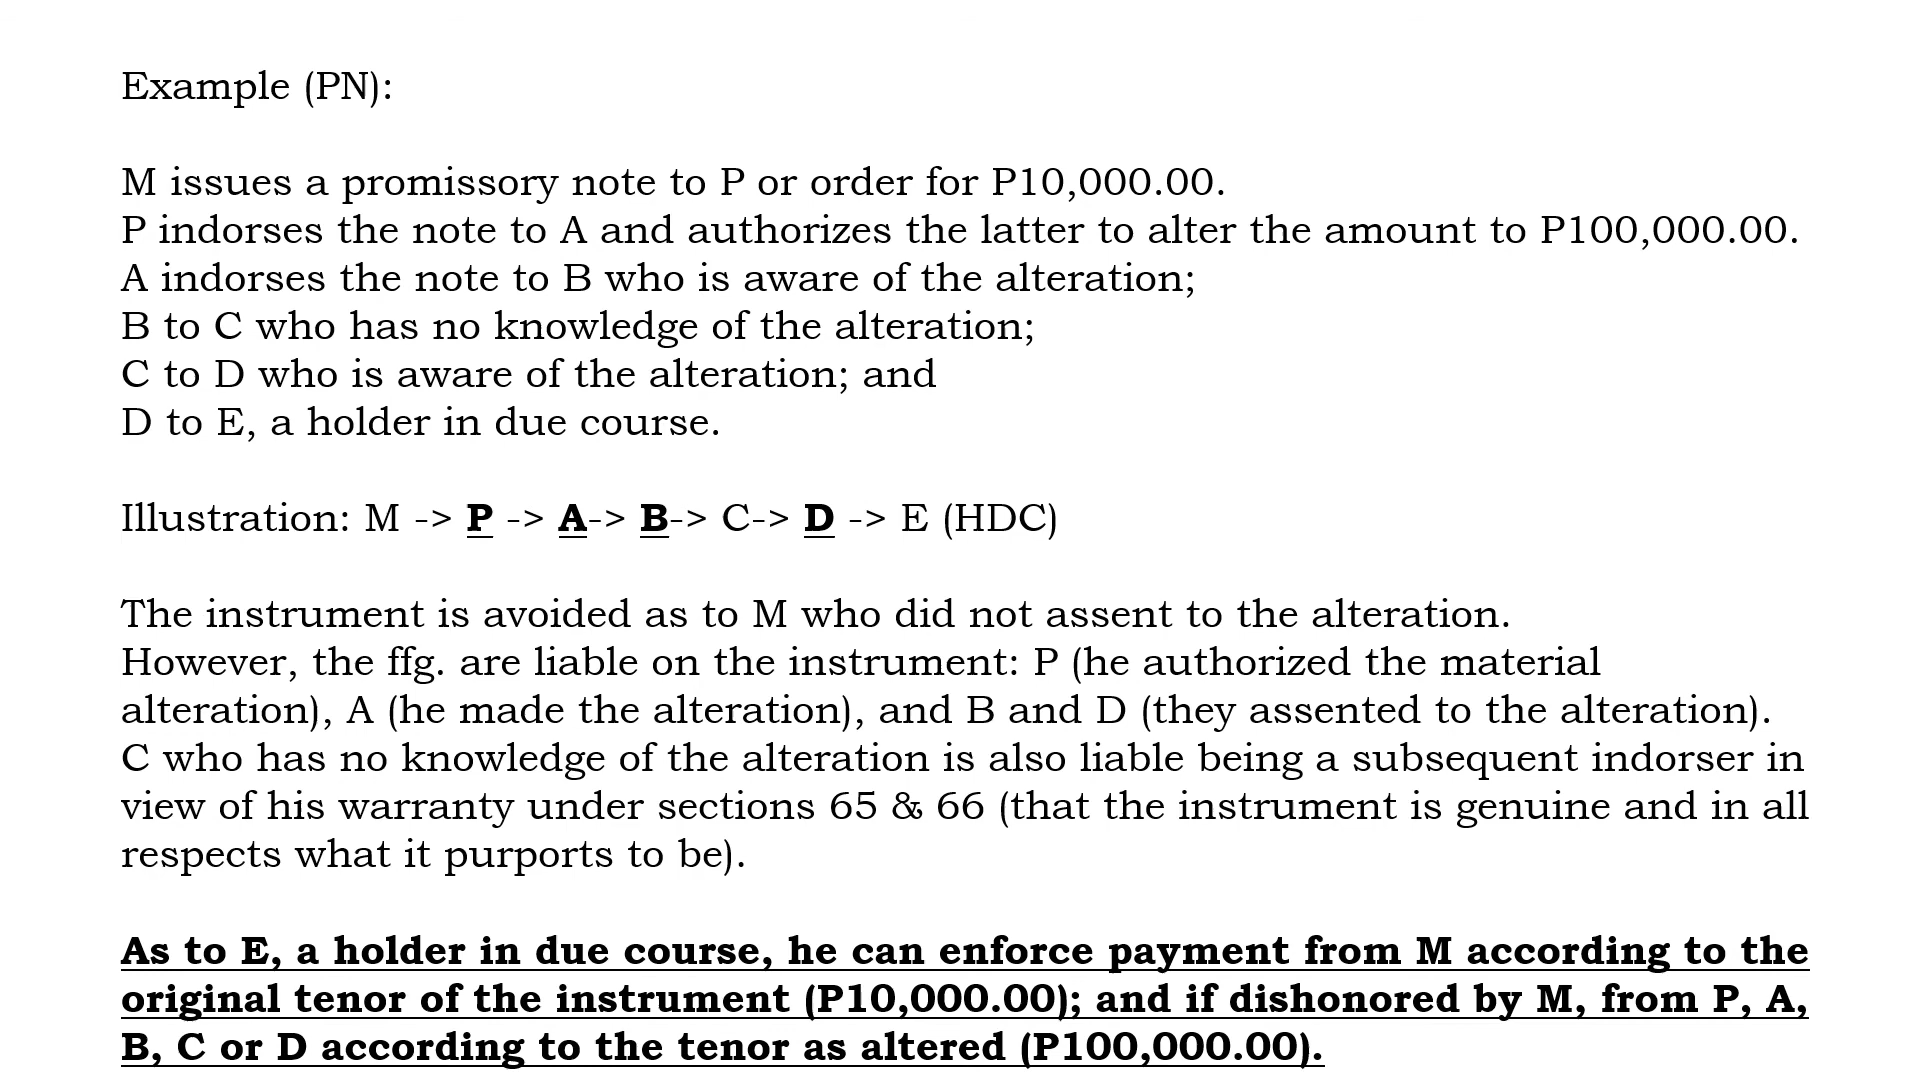 Example (PN):
M issues a promissory note to P or order for P10,000.00.
P indorses the note to A and authorizes the latter to alter the amount to P100,000.00.
A indorses the note to B who is aware of the alteration;
B to C who has no knowledge of the alteration;
C to D who is aware of the alteration; and
D to E, a holder in due course.
Illustration: M -> P -> A-> B-> C-> D -> E (HDC)
The instrument is avoided as to M who did not assent to the alteration.
However, the ffg. are liable on the instrument: P (he authorized the material
alteration), A (he made the alteration), and B and D (they assented to the alteration).
C who has no knowledge of the alteration is also liable being a subsequent indorser in
view of his warranty under sections 65 & 66 (that the instrument is genuine and in all
respects what it purports to be).
As to E, a holder in due course, he can enforce payment from M according to the
original tenor of the instrument (P10,000.00); and if dishonored by M, from P, A,
B, C or D according to the tenor as altered (P100,000.00).